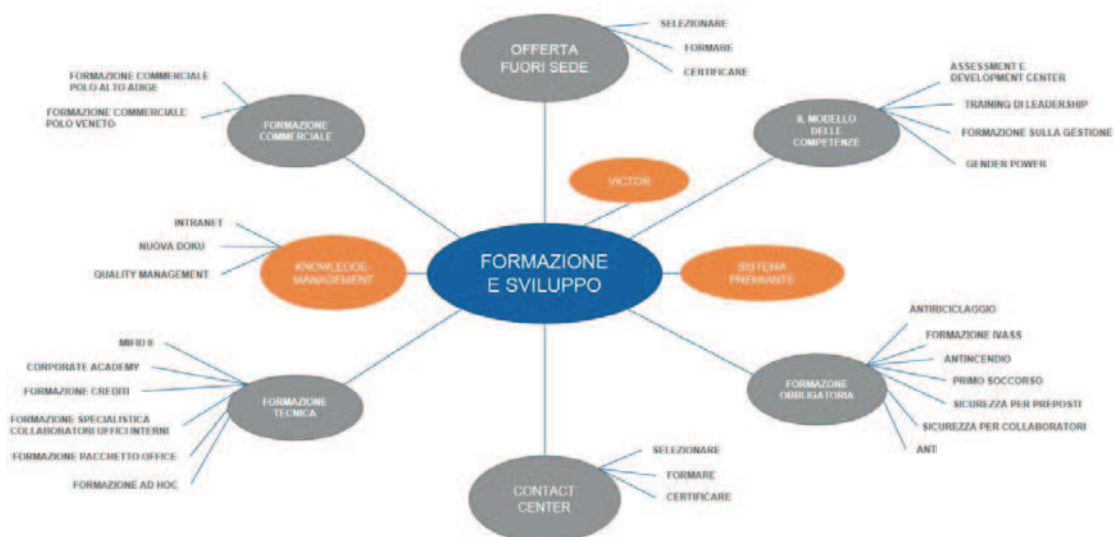 OFFERTA
FUORI SEDE
SELEZIONARE
FORMARE
CERTIFICARE
FORMAZIONE COMMERCIALE
POLO ALTO ADIGE
FORMAZIONE COMMERCIALE
POLO VENETO
FORMAZIONE
COMMERCIALE
IL MODELLO
DELLE
COMPETENZE
ASSESSMENT E
DEVELOPMENT CENTER
TRAINING DI LEADERSHIP
FORMAZIONE SULLA GESTIONE
GENDER POWER
VICTOR
INTRANET
NUOVA DOKU
QUALITY MANAGEMENT
KNOWLEDGE-
MANAGEMENT
FORMAZIONE
E SVILUPPO
SISTEMA
PREMIANTE
MIFID II
CORPORATE ACADEMY
FORMAZIONE CREDITI
FORMAZIONE SPECIALISTICA
COLLABORATORI UFFICI INTERNI
FORMAZIONE PACCHETTO OFFICE
FORMAZIONE AD HOC
FORMAZIONE
TECNICA
FORMAZONE
OBBLIGATORIA
ANTIRICICLAGGIO
FORMAZIONE IVASS
ANTINCENDIO
PRIMO SOCCORSO
SICUREZZA PER PREPOSTI
SICUREZZA PER COLLABORATORI
ANTI
CONTACT
CENTER
SELEZIONARE
FORMARE
CERTIFICARE